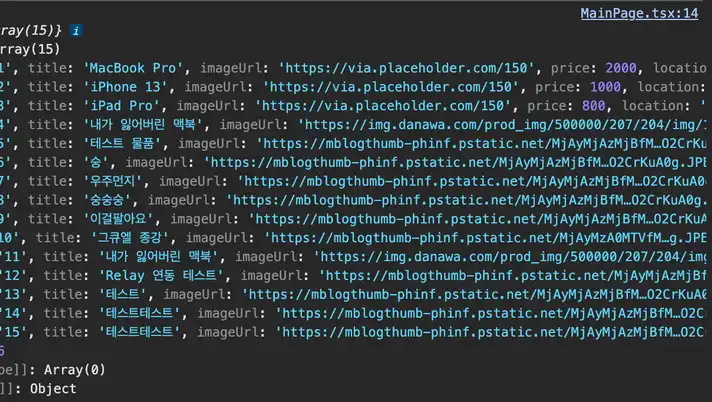 MainPage.tsx:14
rray(15)} i
rray(15)
1', title: 'MacBook Pro', imageUrl: 'https://via.placeholder.com/150', price: 2000, locatio
2', title: 'iPhone 13', imageUrl: 'https://via.placeholder.com/150', price: 1000, location:
3', title: 'iPad Pro', imageUrl: 'https://via.placeholder.com/150', price: 800, location: '
4', title: '내가 잃어버린 맥북', imageUrl: 'https://img.danawa.com/prod_img/500000/207/204/img/1
5', title: '테스트 물품', imageUrl: 'https://mblogthumb-phinf.pstatic.net/MjAyMjAzMjBfM…O2CrKu
6', title: '숭', imageUrl: 'https://mblogthumb-phinf.pstatic.net/MjAyMjAzMjBfM…O2CrKuA0g.JPE
7', title: '우주먼지', imageUrl: 'https://mblogthumb-phinf.pstatic.net/MjAyMjAzMjBfM…O2CrKuA0
8', title: '숭숭숭', imageUrl: 'https://mblogthumb-phinf.pstatic.net/MjAyMjAzMjBfM…O2CrKuA0g.
9', title: '이걸팔아요', imageUrl: 'https://mblogthumb-phinf.pstatic.net/MjAyMjAzMjBfM…O2CrKuA
10', title: '그큐엘 종강', imageUrl: 'https://mblogthumb-phinf.pstatic.net/MjAyMzA0MTVfM…g.JPE
'11', title: '내가 잃어버린 맥북', imageUrl: 'https://img.danawa.com/prod_img/500000/207/204/img
'12', title: 'Relay 연동 테스트', imageUrl: 'https://mblogthumb-phinf.pstatic.net/MjAyMjAzMjBf
'13', title: '테스트', imageUrl: 'https://mblogthumb-phinf.pstatic.net/MjAyMjAzMjBfM…O2CrKuA0
'14', title: '테스트테스트', imageUrl: 'https://mblogthumb-phinf.pstatic.net/MjAyMjAzMjBfM…O2C
'15', title: '테스트테스트', imageUrl: 'https://mblogthumb-phinf.pstatic.net/MjAyMjAzMjBfM…O2C
5
pe]]: Array(0)
]]: Object